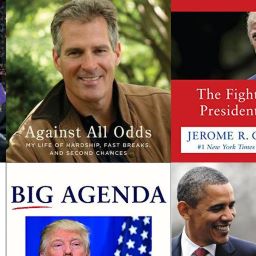 Against All Odds
MY LIFE OF HARDSHIP, FAST BREAKS,
AND SECOND CHANCES
The Fight
President
JEROME R. C
#1 New York Times
BIG AGENDA